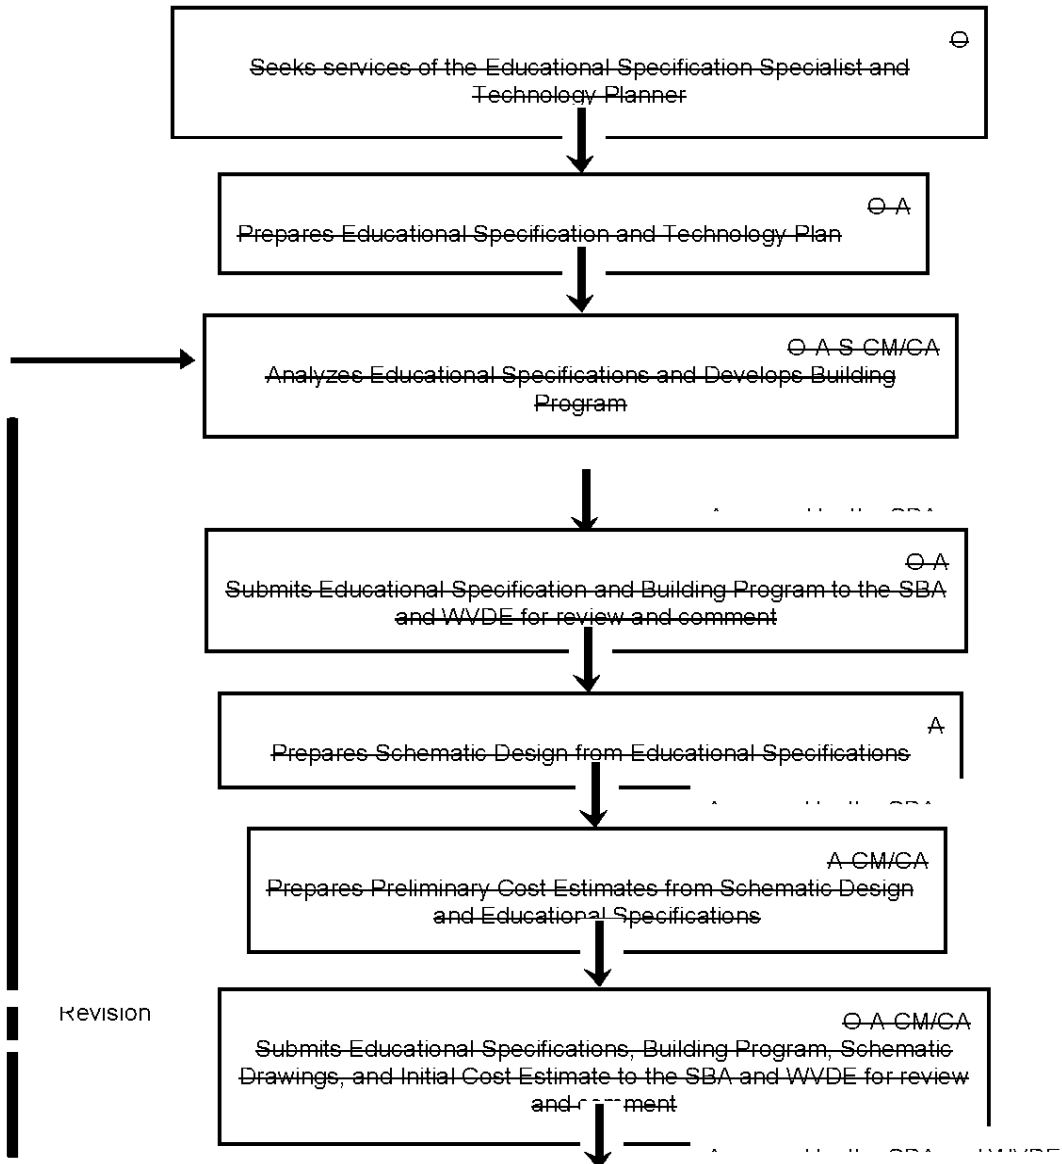 O
Seeks services of the Educational Specification Specialist and
Technology Planner
O A
Prepares Educational Specification and Technology Plan
O A S CM/CA
Analyzes Educational Specifications and Develops Building
Program
O A
Submits Educational Specification and Building Program to the SBA
and WVDE for review and comment
A
Prepares Schematic Design from Educational Specifications
A CM/CA
Prepares Preliminary Cost Estimates from Schematic Design
and Educational Specifications
Revision
O A CM/CA
Submits Educational Specifications, Building Program, Schematic
Drawings, and Initial Cost Estimate to the SBA and WVDE for review
and comment